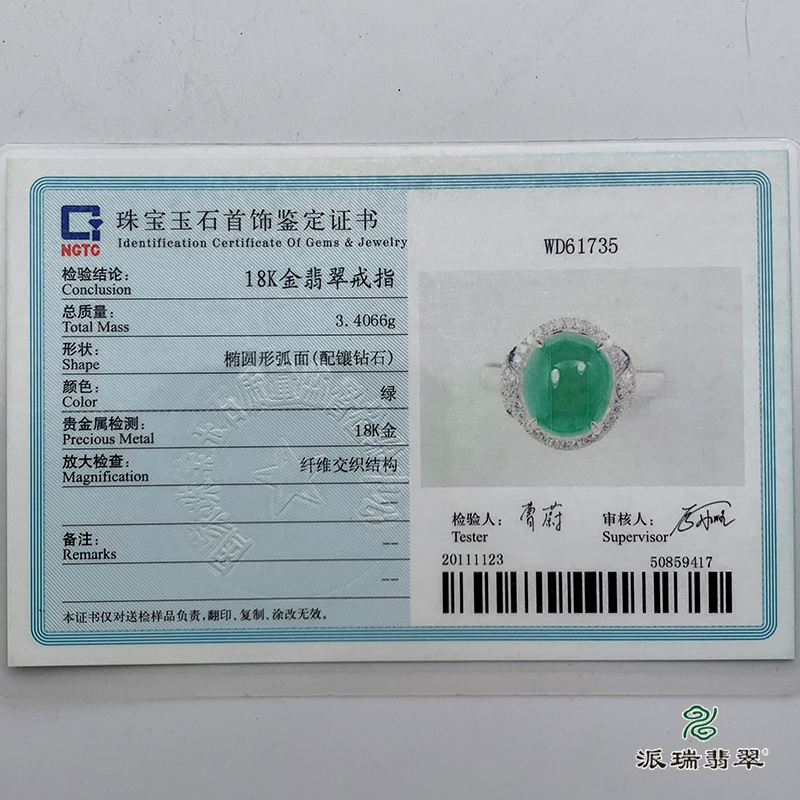 NGTC
珠宝玉石首饰鉴定证书
Identification Certificate Of Gems & Jewelry
检验结论: 18K金翡翠戒指
Conclusion
总质量: 3.4066g
Total Mass
形状: 椭圆形弧面(配镶钻石)
Shape
颜色: 绿
Color
贵金属检测: 18K金
Precious Metal
放大检查: 纤维交织结构
Magnification
--
备注: --
Remarks
--
本证书仅对送检样品负责,翻印、复制、涂改无效。
WD61735
检验人: 曹蔚 审核人:
Tester Supervisor
20111123 50859417
派瑞翡翠